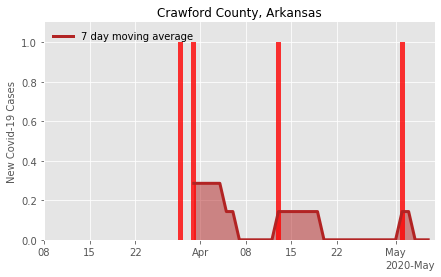 Crawford County, Arkansas
7 day moving average
New Covid-19 Cases
1.0
0.8
0.6
0.4
0.2
0.0
08 15 22 Apr 08 15 22 May
2020-May